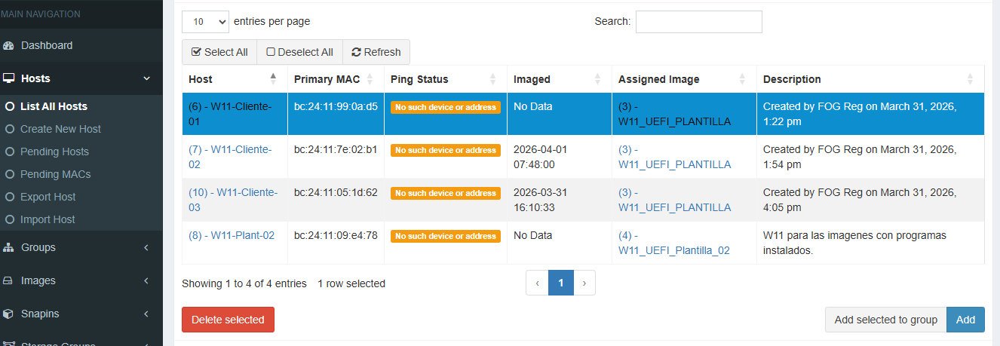 MAIN NAVIGATION
Dashboard
Hosts
List All Hosts
Create New Host
Pending Hosts
Pending MACs
Export Host
Import Host
Groups
Images
Snapins
Storage Groups
10 entries per page
Search:
Select All Deselect All Refresh
Host Primary MAC Ping Status Imaged Assigned Image Description
(6) - W11-Cliente-
01
bc:24:11:99:0a:d5
No such device or address
No Data
(3) -
W11_UEFI_PLANTILLA
Created by FOG Reg on March 31, 2026,
1:22 pm
(7) - W11-Cliente-
02
bc:24:11:7e:02:b1
No such device or address
2026-04-01
07:48:00
(3) -
W11_UEFI_PLANTILLA
Created by FOG Reg on March 31, 2026,
1:54 pm
(10) - W11-Cliente-
03
bc:24:11:05:1d:62
No such device or address
2026-03-31
16:10:33
(3) -
W11_UEFI_PLANTILLA
Created by FOG Reg on March 31, 2026,
4:05 pm
(8) - W11-Plant-02
bc:24:11:09:e4:78
No such device or address
No Data
(4) -
W11_UEFI_Plantilla_02
W11 para las imagenes con programas
instalados.
Showing 1 to 4 of 4 entries 1 row selected
‹ 1 ›
Delete selected
Add selected to group Add